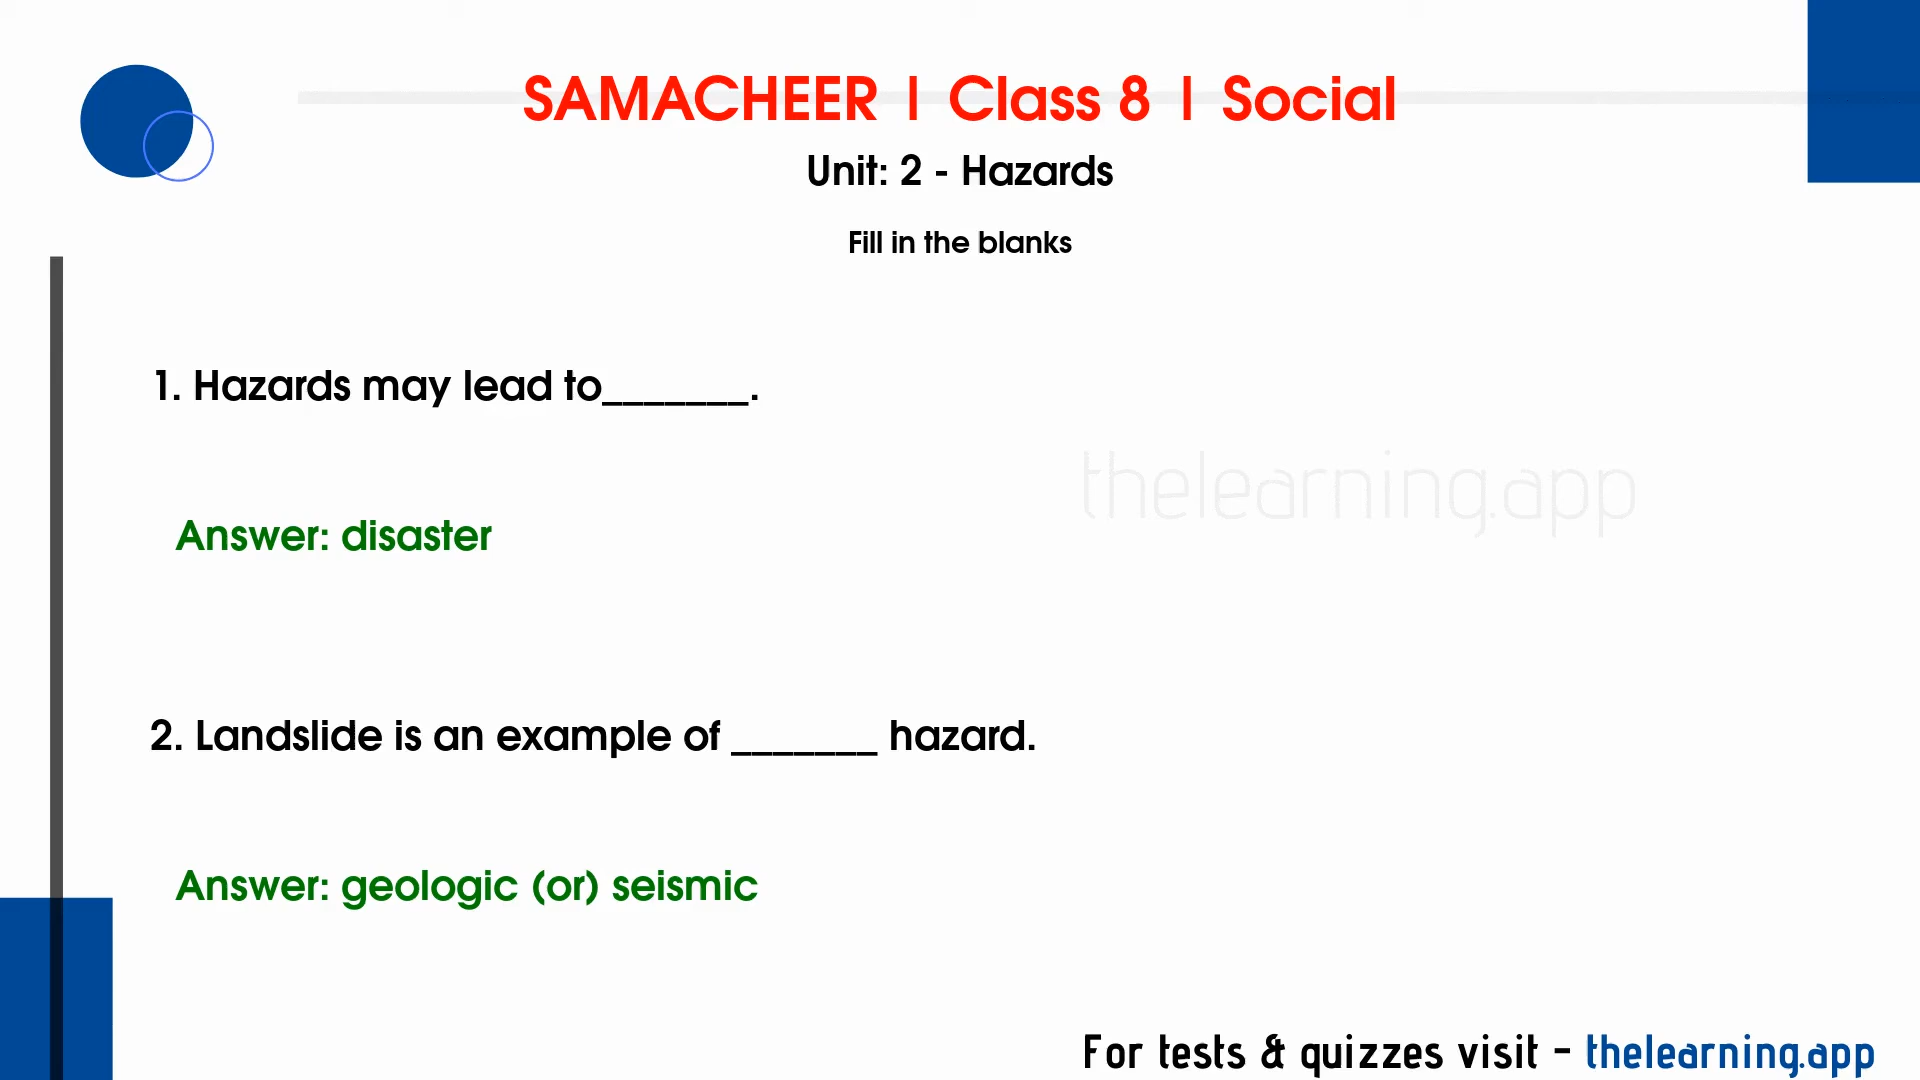 SAMACHEER | Class 8 | Social
Unit: 2 - Hazards
Fill in the blanks
1. Hazards may lead to_______.
thelearning.app
Answer: disaster
2. Landslide is an example of _______ hazard.
Answer: geologic (or) seismic
For tests & quizzes visit - thelearning.app